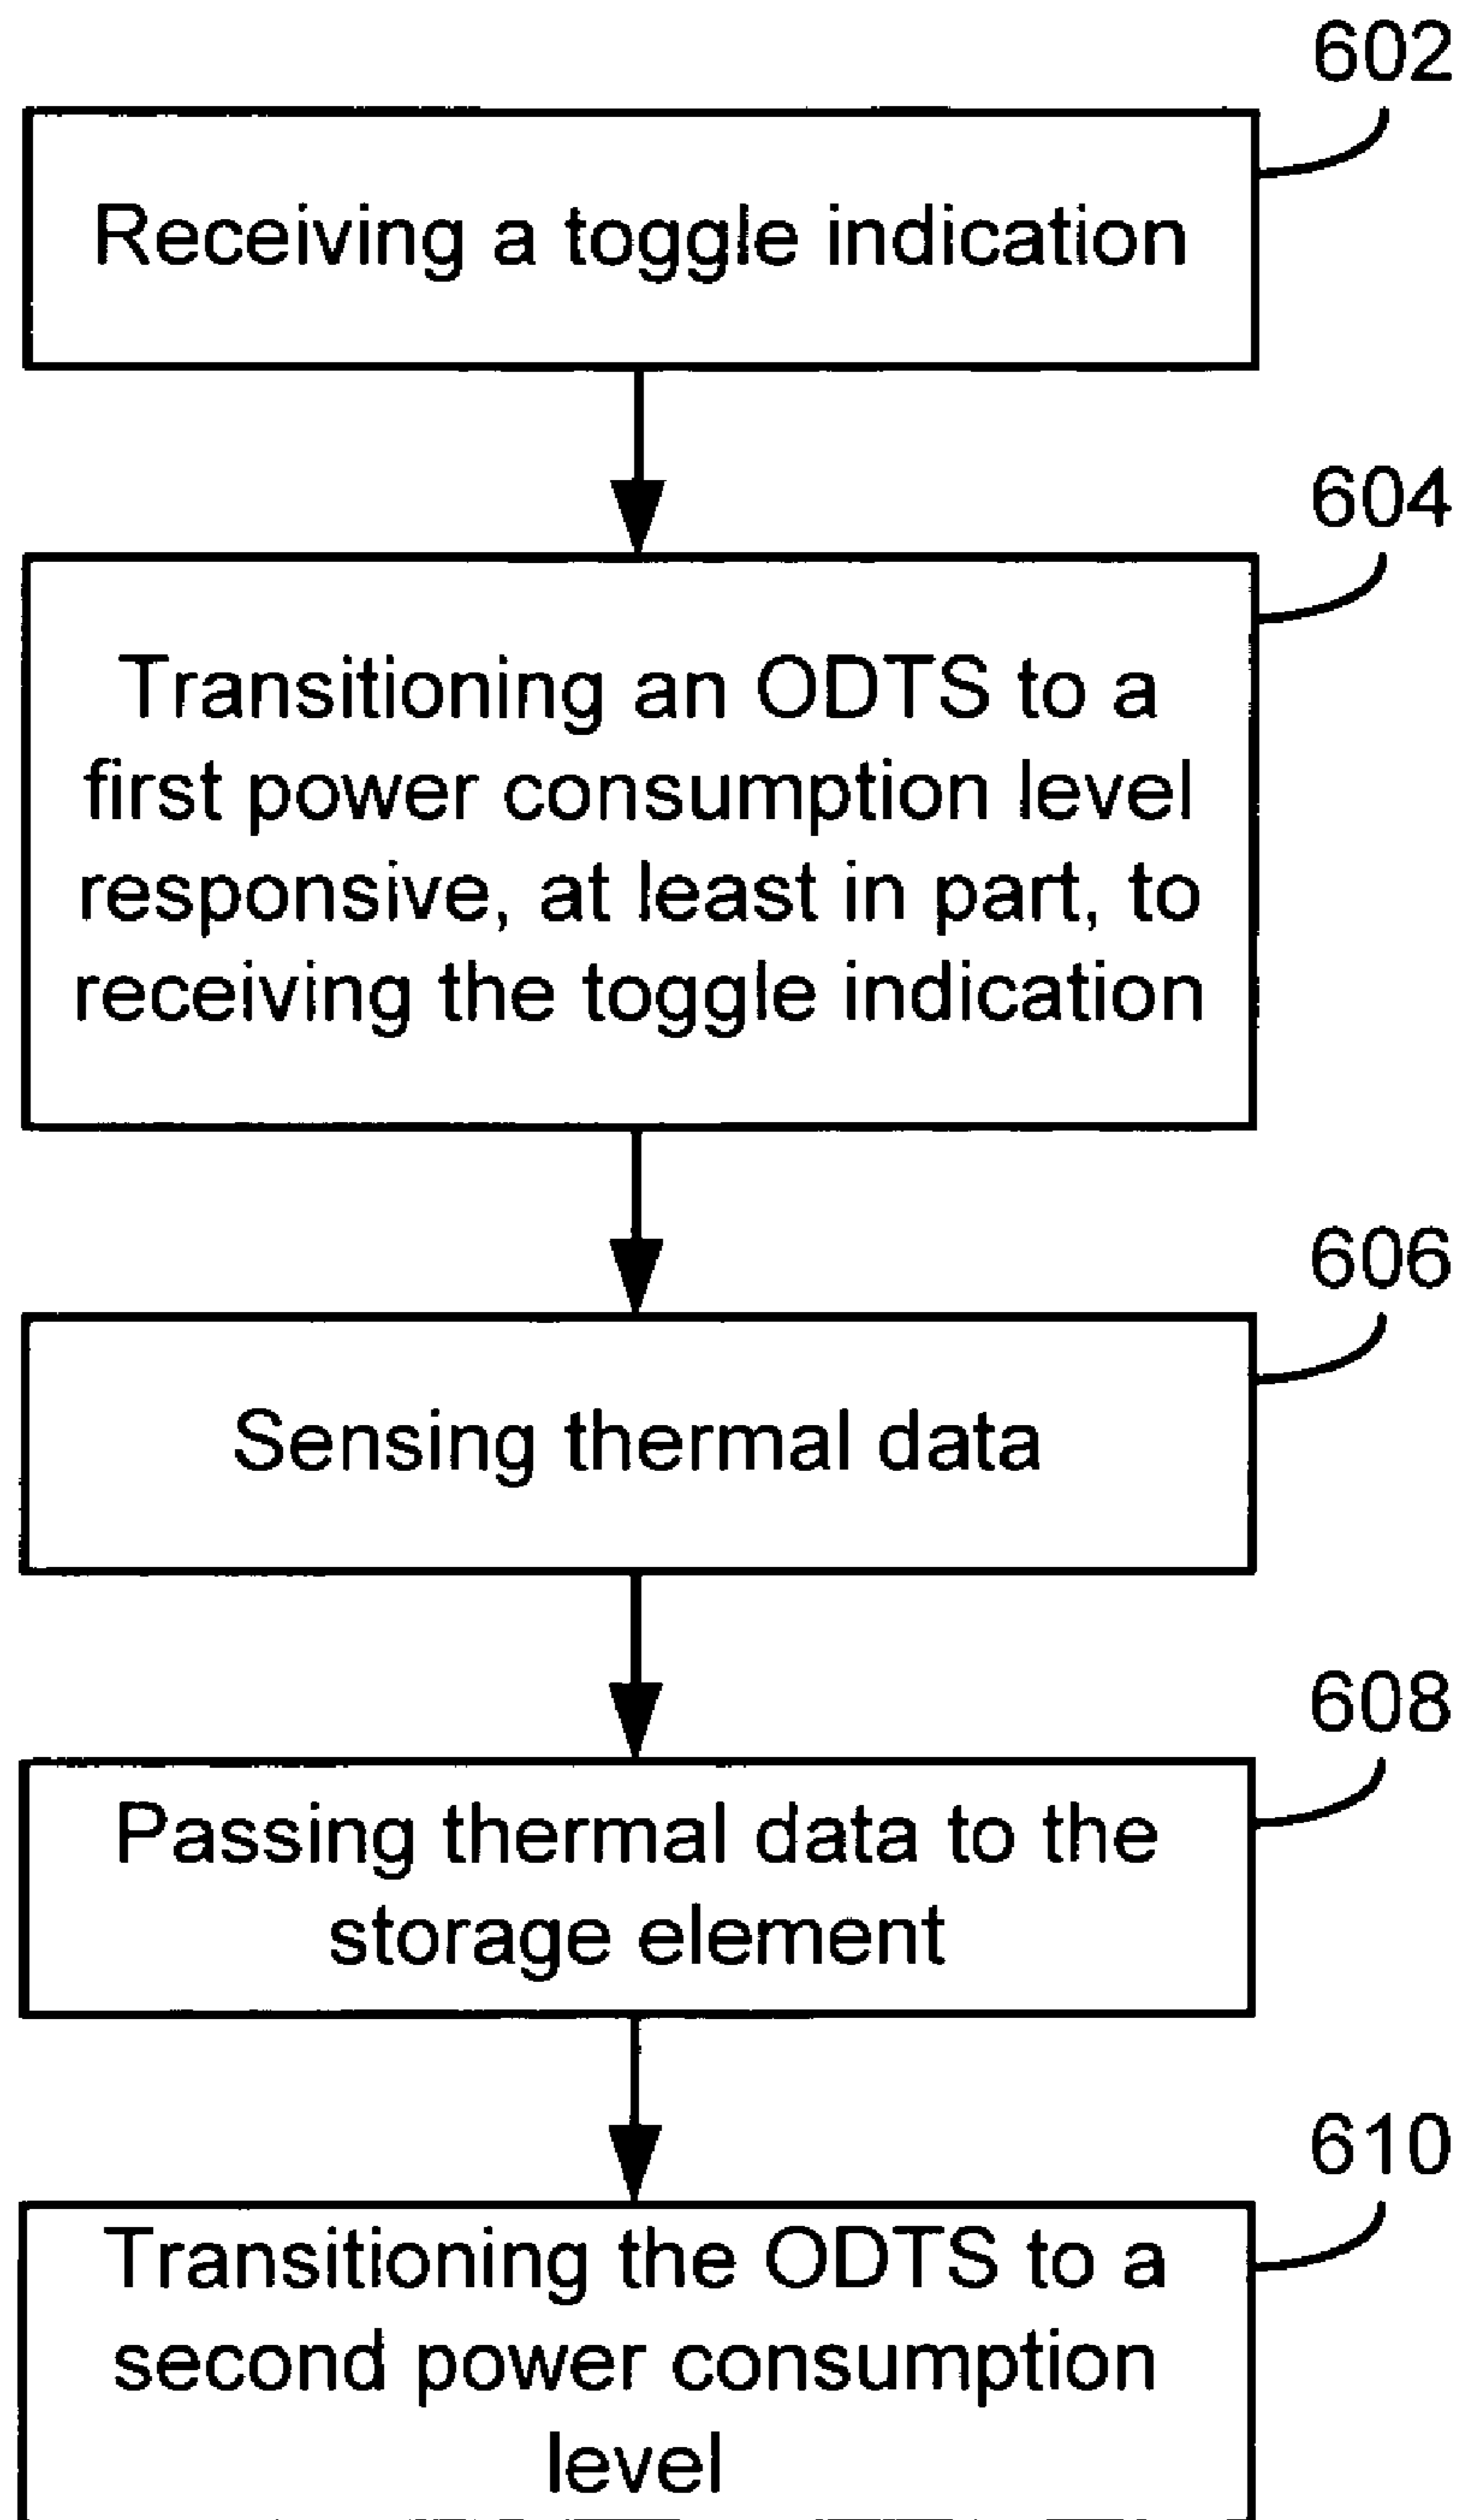 602
Receiving a toggle indication
604
Transitioning an ODTS to a
first power consumption level
responsive, at least in part, to
receiving the toggle indication
606
Sensing thermal data
608
Passing thermal data to the
storage element
610
Transitioning the ODTS to a
second power consumption
level